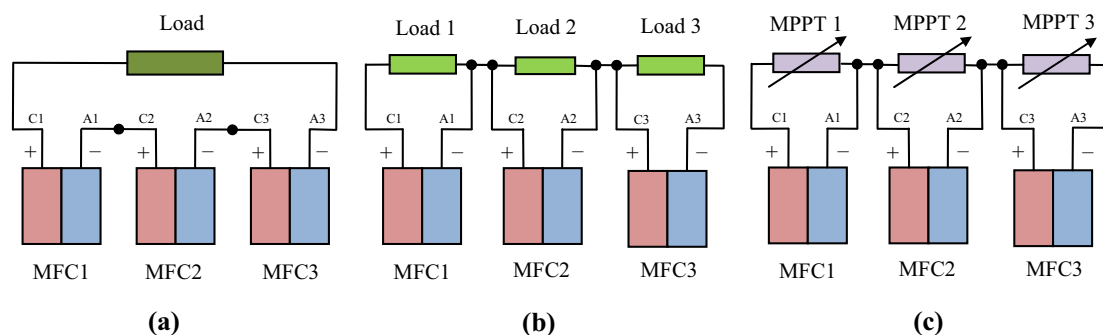 Load
C1 A1 C2 A2 C3 A3
+ − + − + −
MFC1 MFC2 MFC3
(a)
Load 1 Load 2 Load 3
C1 A1 C2 A2 C3 A3
+ − + − + −
MFC1 MFC2 MFC3
(b)
MPPT 1 MPPT 2 MPPT 3
C1 A1 C2 A2 C3 A3
+ − + − + −
MFC1 MFC2 MFC3
(c)